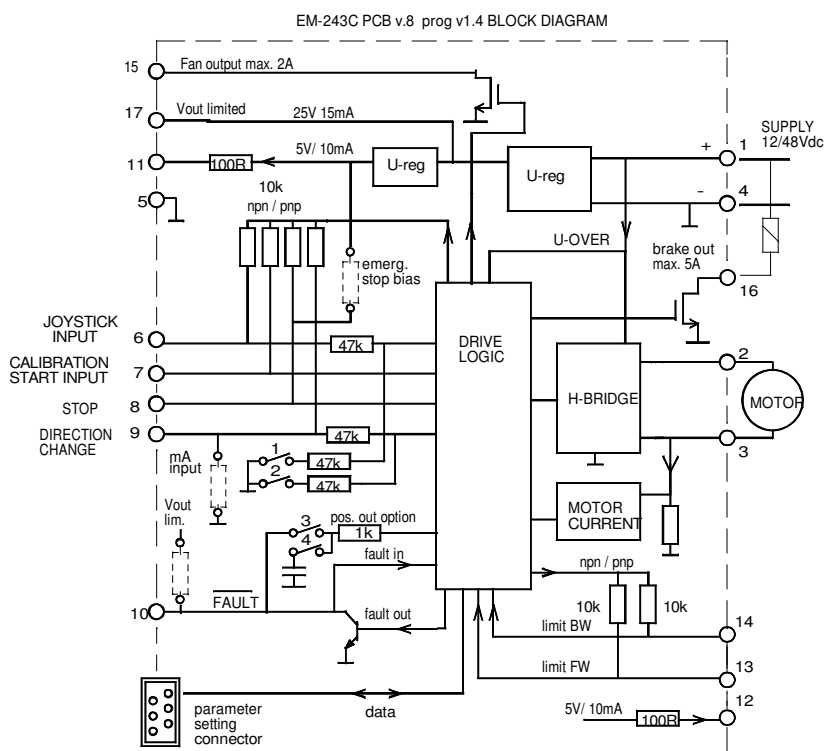 EM-243C PCB v.8 prog v1.4 BLOCK DIAGRAM
15
Fan output max. 2A
17
Vout limited
25V 15mA
11
100R
5V/ 10mA
U-reg
U-reg
+
1
SUPPLY
12/48Vdc
-
4
5
10k
npn / pnp
U-OVER
brake out
max. 5A
16
emerg.
stop bias
JOYSTICK
INPUT
6
47k
CALIBRATION
START INPUT
7
STOP
8
DIRECTION
CHANGE
9
47k
DRIVE
LOGIC
H-BRIDGE
2
MOTOR
3
mA
input
1
47k
2
47k
MOTOR
CURRENT
Vout
lim.
3
pos. out option
1k
4
fault in
npn / pnp
10k
10k
10
FAULT
fault out
limit BW
14
limit FW
13
parameter
setting
connector
data
5V/ 10mA
100R
12